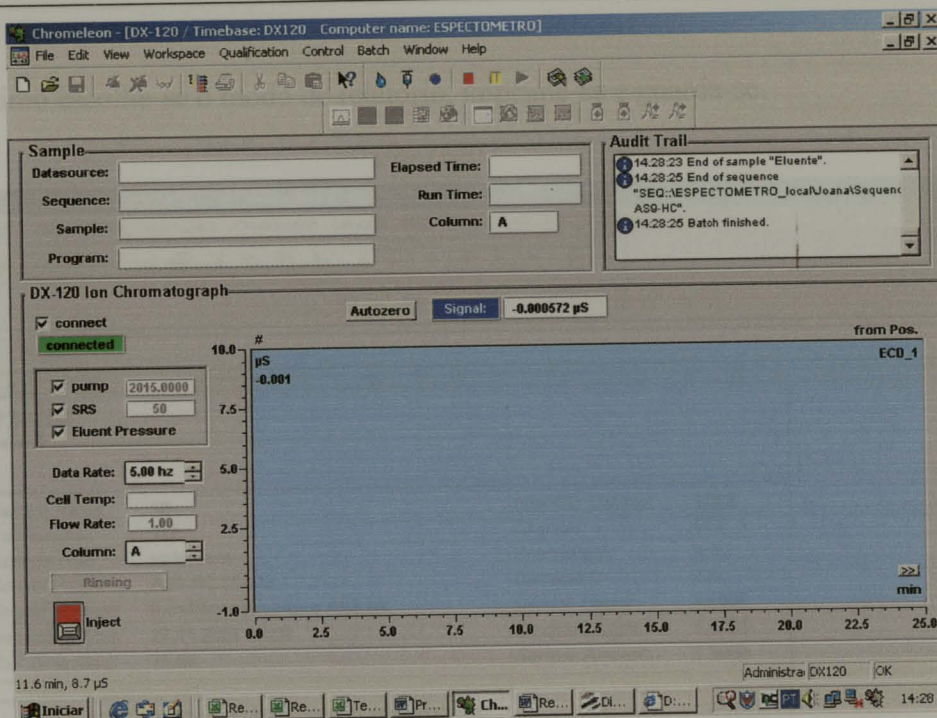 Chromeleon - [DX-120 / Timebase: DX120 Computer name: ESPECTOMETRO]
File Edit View Workspace Qualification Control Batch Window Help
Sample
Datasource:
Sequence:
Sample:
Program:
Elapsed Time:
Run Time:
Column: A
Audit Trail
14:28:23 End of sample "Eluente".
14:28:25 End of sequence
"SEQ::\ESPECTOMETRO_local\Joana\Sequenc
AS9-HC".
14:28:25 Batch finished.
DX-120 Ion Chromatograph
connect
connected
pump 2015.0000
SRS 50
Eluent Pressure
Data Rate: 5.00 hz
Cell Temp:
Flow Rate: 1.00
Column: A
Rinsing
Inject
Autozero Signal: -0.000572 µS
from Pos.
#
ECD_1
µS
-0.001
10.0
7.5
5.0
2.5
-1.0
>>
min
0.0 2.5 5.0 7.5 10.0 12.5 15.0 17.5 20.0 22.5 25.0
11.6 min, 8.7 µS
Administra DX120 OK
Iniciar Re... Re... Te... Pr... Ch... Re... Di... D:... PT 14:28